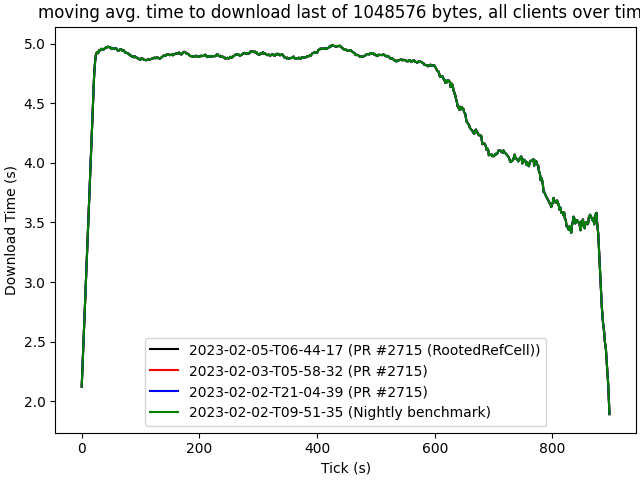 moving avg. time to download last of 1048576 bytes, all clients over tim
5.0
4.5
4.0
3.5
3.0
2.5
2.0
Download Time (s)
2023-02-05-T06-44-17 (PR #2715 (RootedRefCell))
2023-02-03-T05-58-32 (PR #2715)
2023-02-02-T21-04-39 (PR #2715)
2023-02-02-T09-51-35 (Nightly benchmark)
0 200 400 600 800
Tick (s)